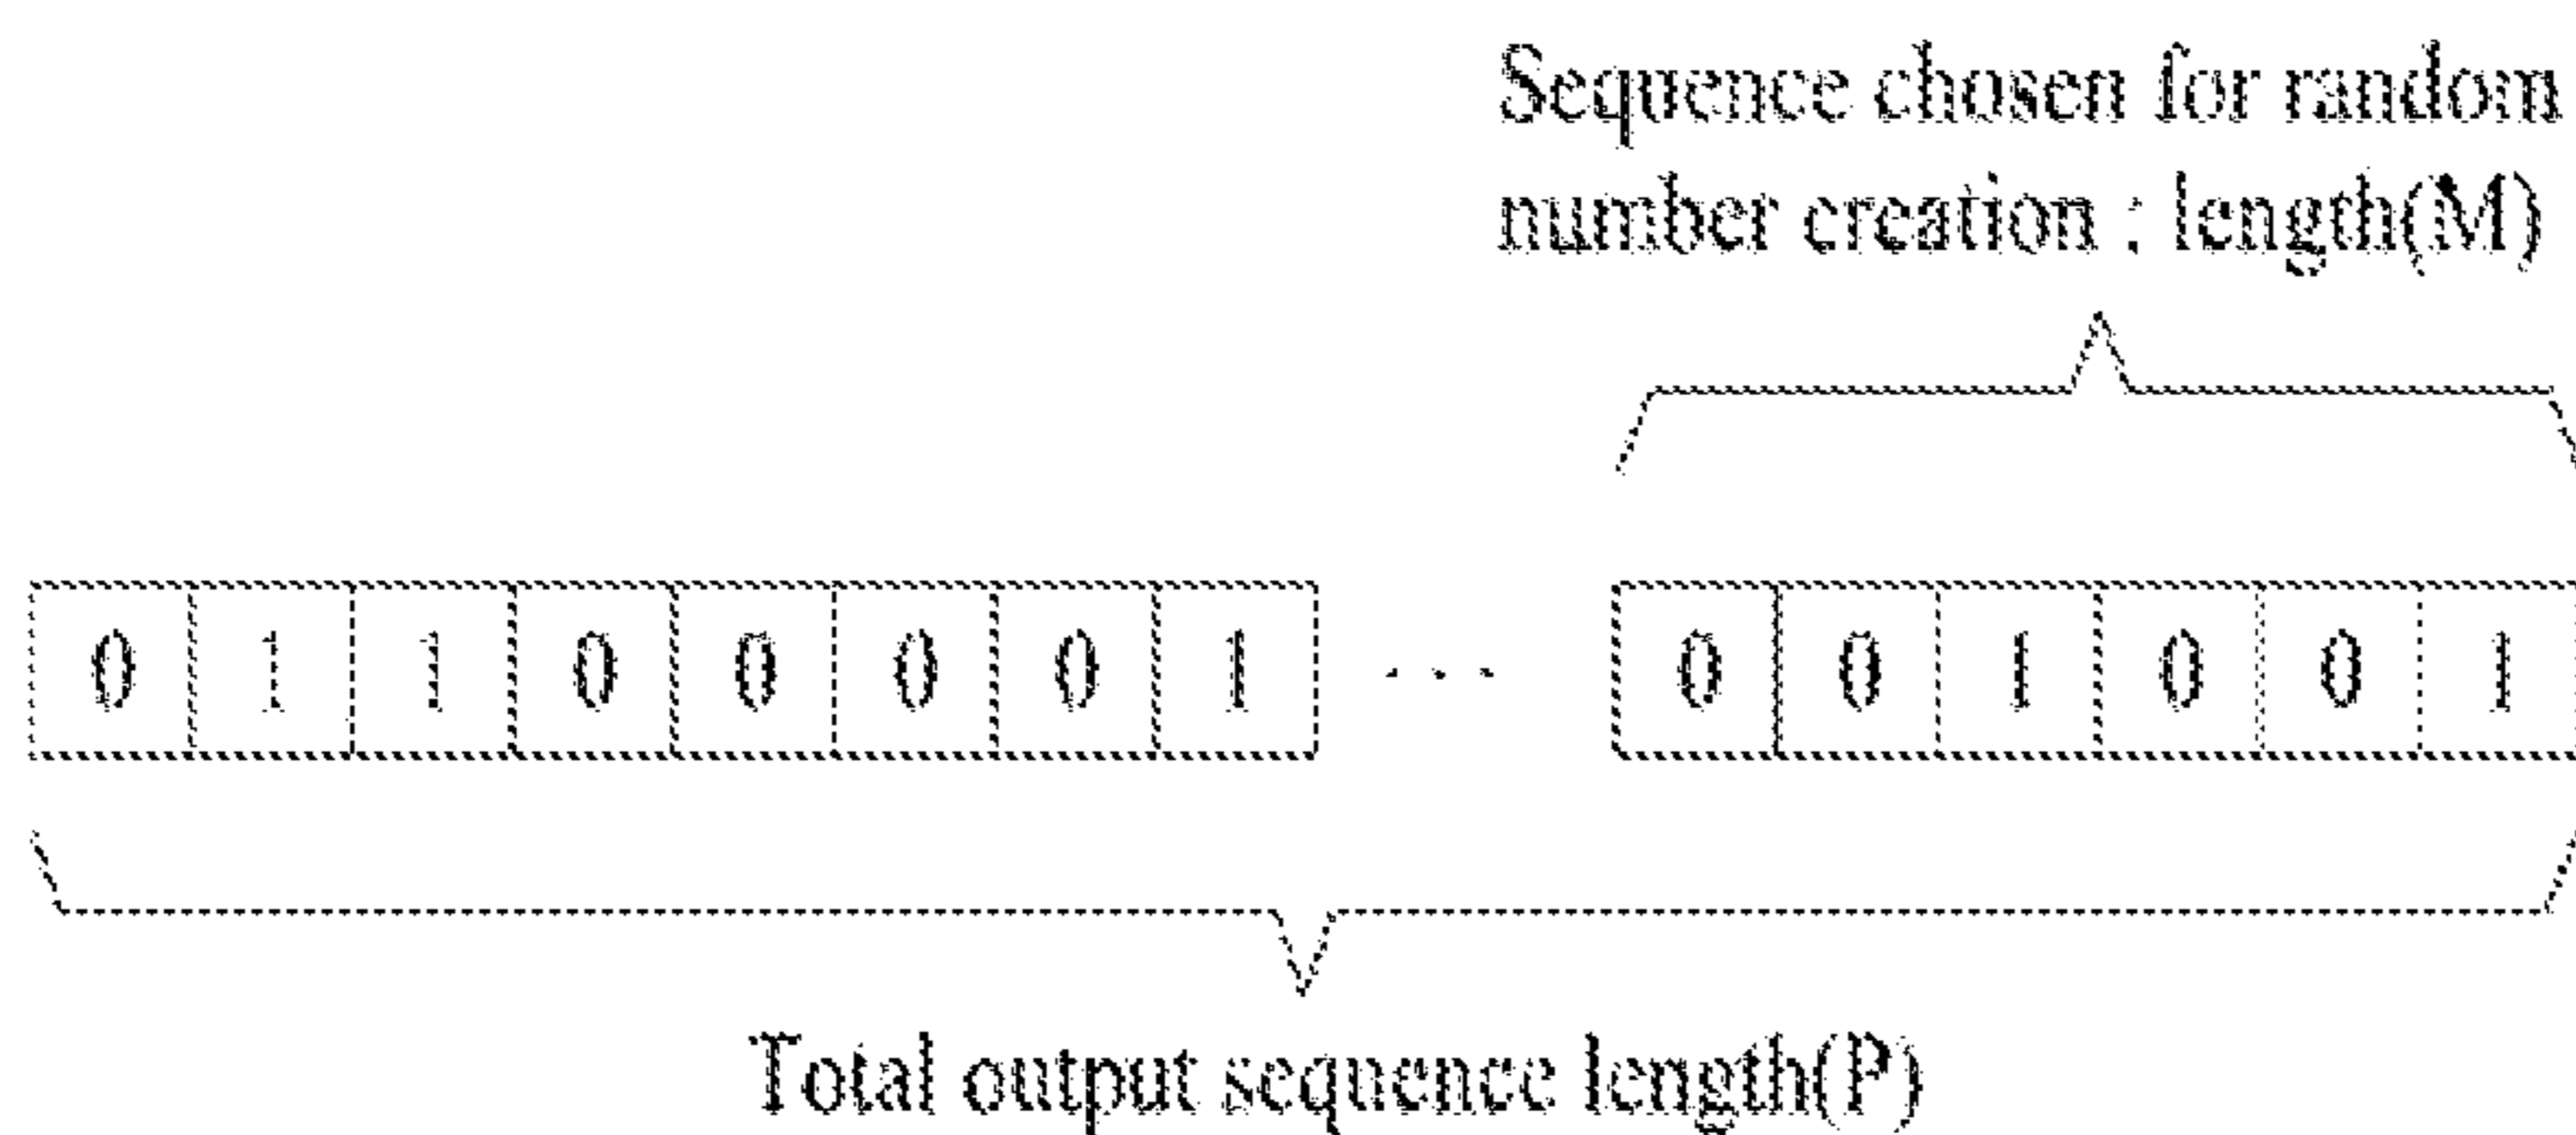 Sequence chosen for random
number creation : length(M)
0 1 1 0 0 0 0 1 . . . 0 0 1 0 0 1
Total output sequence length(P)